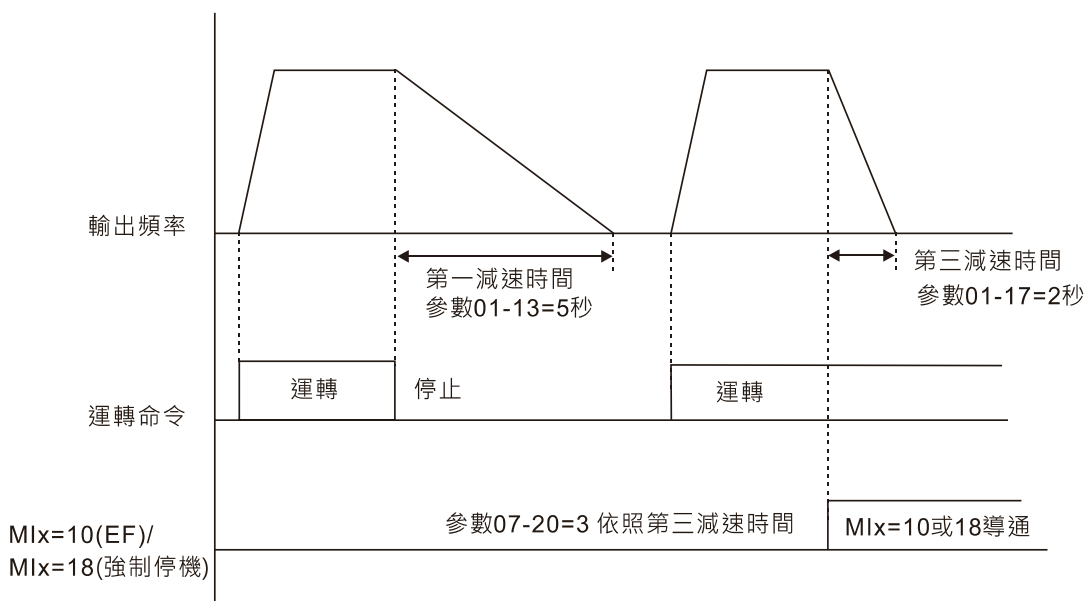 輸出頻率
第一減速時間
參數01-13=5秒
第三減速時間
參數01-17=2秒
運轉
停止
運轉
運轉命令
參數07-20=3 依照第三減速時間
MIx=10或18導通
MIx=10(EF)/
MIx=18(強制停機)